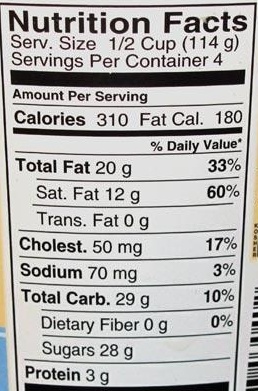 Nutrition Facts
Serv. Size 1/2 Cup (114 g)
Servings Per Container 4
Amount Per Serving
Calories 310 Fat Cal. 180
% Daily Value*
Total Fat 20 g 33%
Sat. Fat 12 g 60%
Trans. Fat 0 g
Cholest. 50 mg 17%
Sodium 70 mg 3%
Total Carb. 29 g 10%
Dietary Fiber 0 g 0%
Sugars 28 g
Protein 3 g